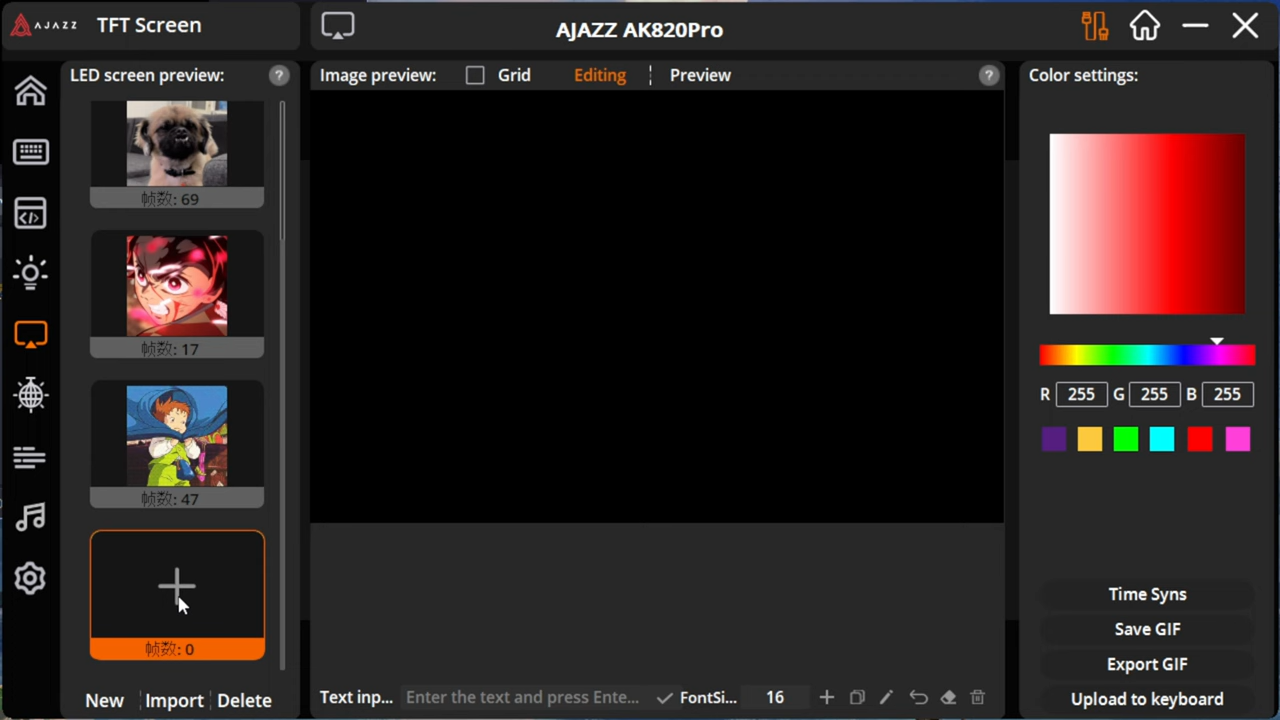 AJAZZ TFT Screen
AJAZZ AK820Pro
LED screen preview: ?
Image preview: Grid Editing Preview ?
Color settings:
帧数: 69
帧数: 17
帧数: 47
帧数: 0
R 255 G 255 B 255
Time Syns
Save GIF
Export GIF
Upload to keyboard
New Import Delete
Text inp... Enter the text and press Ente... FontSi... 16